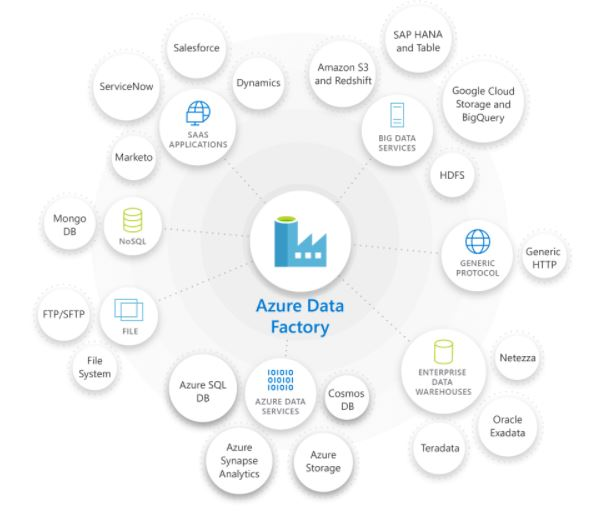 SAP HANA
and Table
Salesforce
Amazon S3
and Redshift
ServiceNow
Dynamics
Google Cloud
Storage and
BigQuery
SAAS
APPLICATIONS
BIG DATA
SERVICES
Marketo
HDFS
Mongo
DB
NoSQL
GENERIC
PROTOCOL
Generic
HTTP
Azure Data
Factory
FTP/SFTP
FILE
File
System
Azure SQL
DB
101010
010101
101010
AZURE DATA
SERVICES
Cosmos
DB
ENTERPRISE
DATA
WAREHOUSES
Netezza
Oracle
Exadata
Teradata
Azure
Synapse
Analytics
Azure
Storage